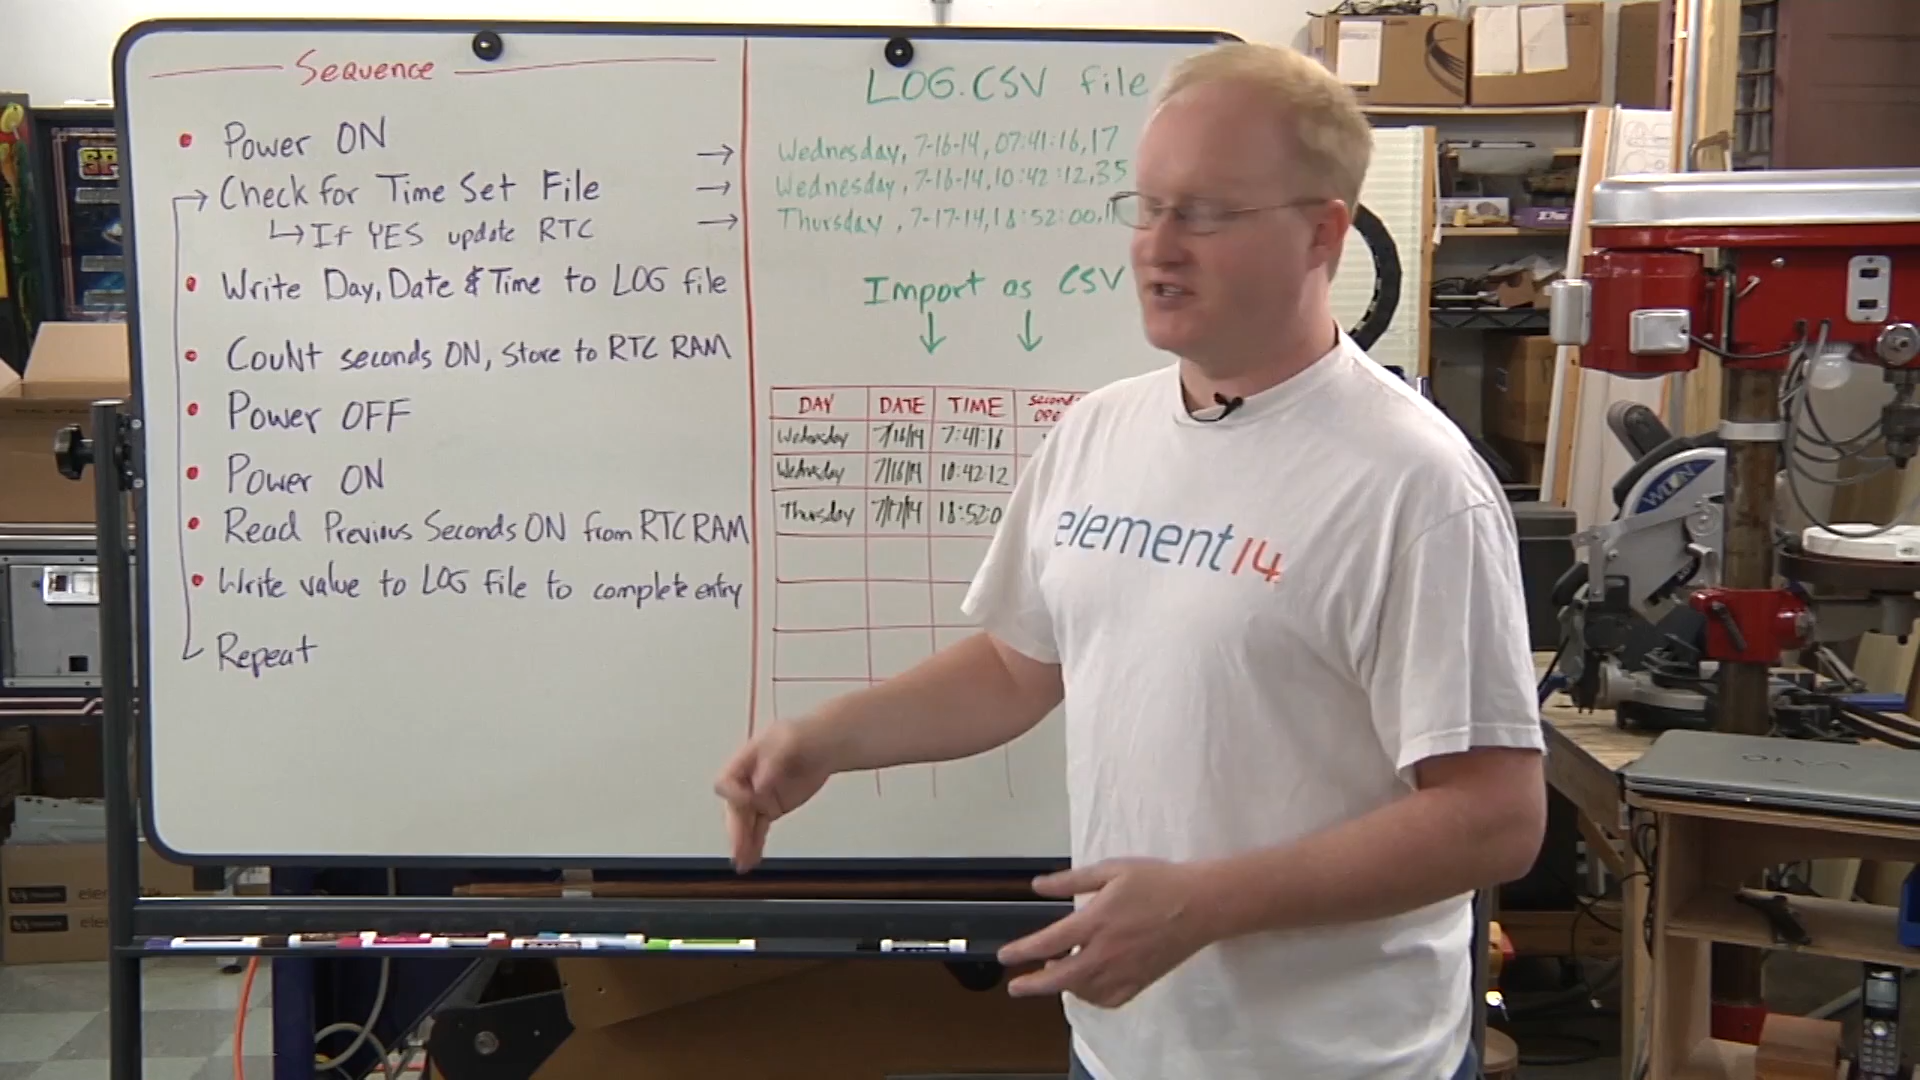 Sequence
Power ON
Check for Time Set File
If YES update RTC
Write Day, Date & Time to LOG file
Count seconds ON, Store to RTC RAM
Power OFF
Power ON
Read Previous Seconds ON from RTC RAM
Write value to LOG file to complete entry
Repeat
LOG.CSV file
Wednesday, 7-16-14, 07:41:16, 17
Wednesday, 7-16-14, 10:42:12, 35
Thursday, 7-17-14, 18:52:00, 1
Import as CSV
DAY DATE TIME
Wednesday 7/16/14 7:41:16
Wednesday 7/16/14 10:42:12
Thursday 7/17/14 18:52:0
element14
VAIO